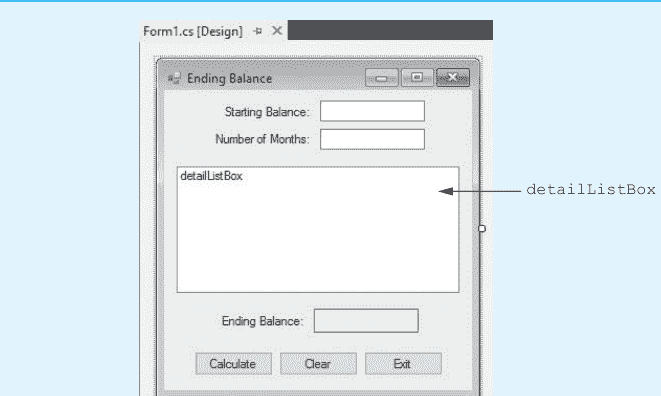 Form1.cs [Design]
Ending Balance
Starting Balance:
Number of Months:
detailListBox
detailListBox
Ending Balance:
Calculate Clear Exit